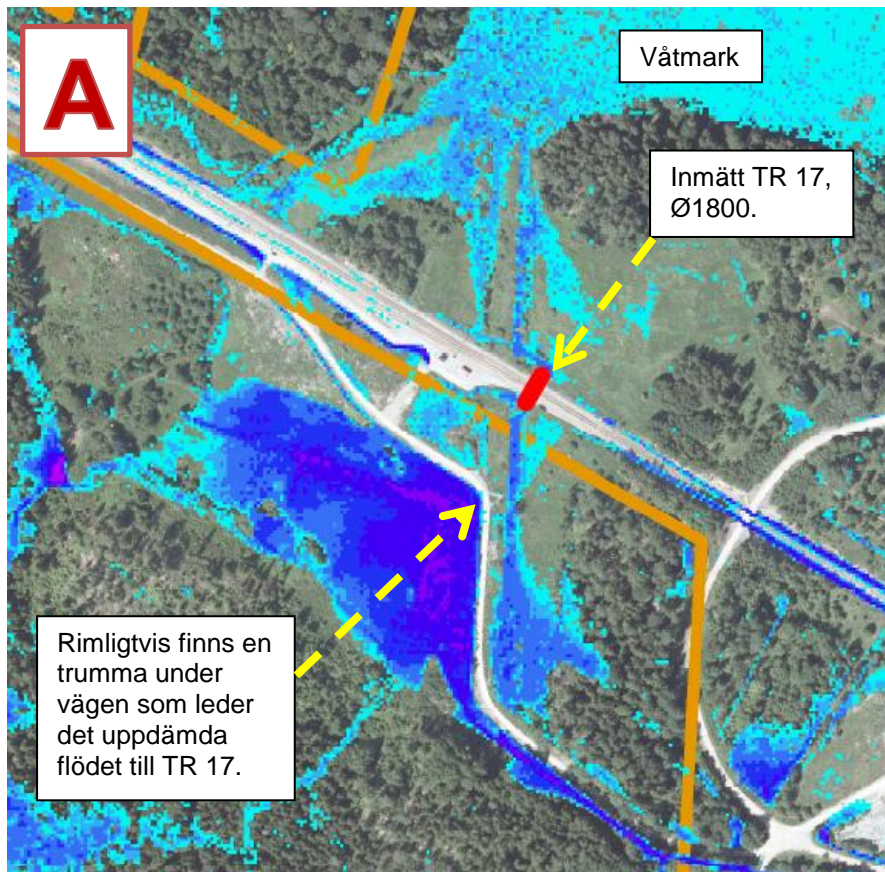 A
Våtmark
Inmätt TR 17,
Ø1800.
Rimligtvis finns en
trumma under
vägen som leder
det uppdämda
flödet till TR 17.